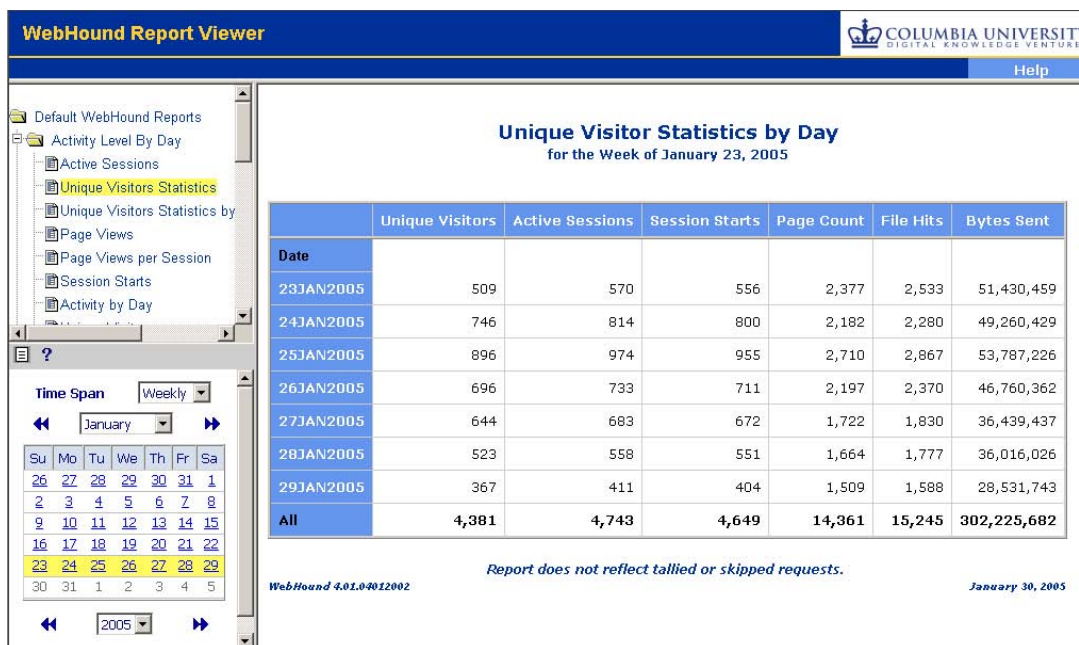 WebHound Report Viewer
COLUMBIA UNIVERSIT
DIGITAL KNOWLEDGE VENTURE
Help
Default WebHound Reports
Activity Level By Day
Active Sessions
Unique Visitors Statistics
Unique Visitors Statistics by
Page Views
Page Views per Session
Session Starts
Activity by Day
?
Time Span Weekly
January
Su Mo Tu We Th Fr Sa
26 27 28 29 30 31 1
2 3 4 5 6 7 8
9 10 11 12 13 14 15
16 17 18 19 20 21 22
23 24 25 26 27 28 29
30 31 1 2 3 4 5
2005
Unique Visitor Statistics by Day
for the Week of January 23, 2005
Unique Visitors Active Sessions Session Starts Page Count File Hits Bytes Sent
Date
23JAN2005 509 570 556 2,377 2,533 51,430,459
24JAN2005 746 814 800 2,182 2,280 49,260,429
25JAN2005 896 974 955 2,710 2,867 53,787,226
26JAN2005 696 733 711 2,197 2,370 46,760,362
27JAN2005 644 683 672 1,722 1,830 36,439,437
28JAN2005 523 558 551 1,664 1,777 36,016,026
29JAN2005 367 411 404 1,509 1,588 28,531,743
All 4,381 4,743 4,649 14,361 15,245 302,225,682
Report does not reflect tallied or skipped requests.
WebHound 4.01.04012002 January 30, 2005